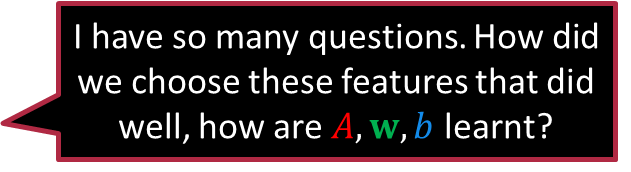 I have so many questions. How did
we choose these features that did
well, how are A, w, b learnt?